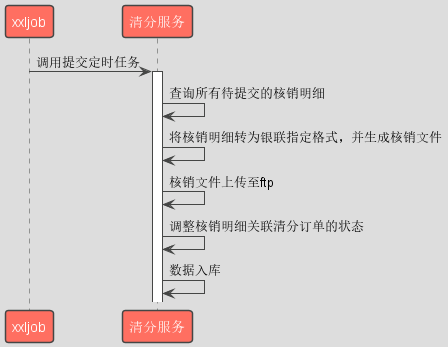 xxljob
清分服务
调用提交定时任务
查询所有待提交的核销明细
将核销明细转为银联指定格式，并生成核销文件
核销文件上传至ftp
调整核销明细关联清分订单的状态
数据入库
xxljob
清分服务